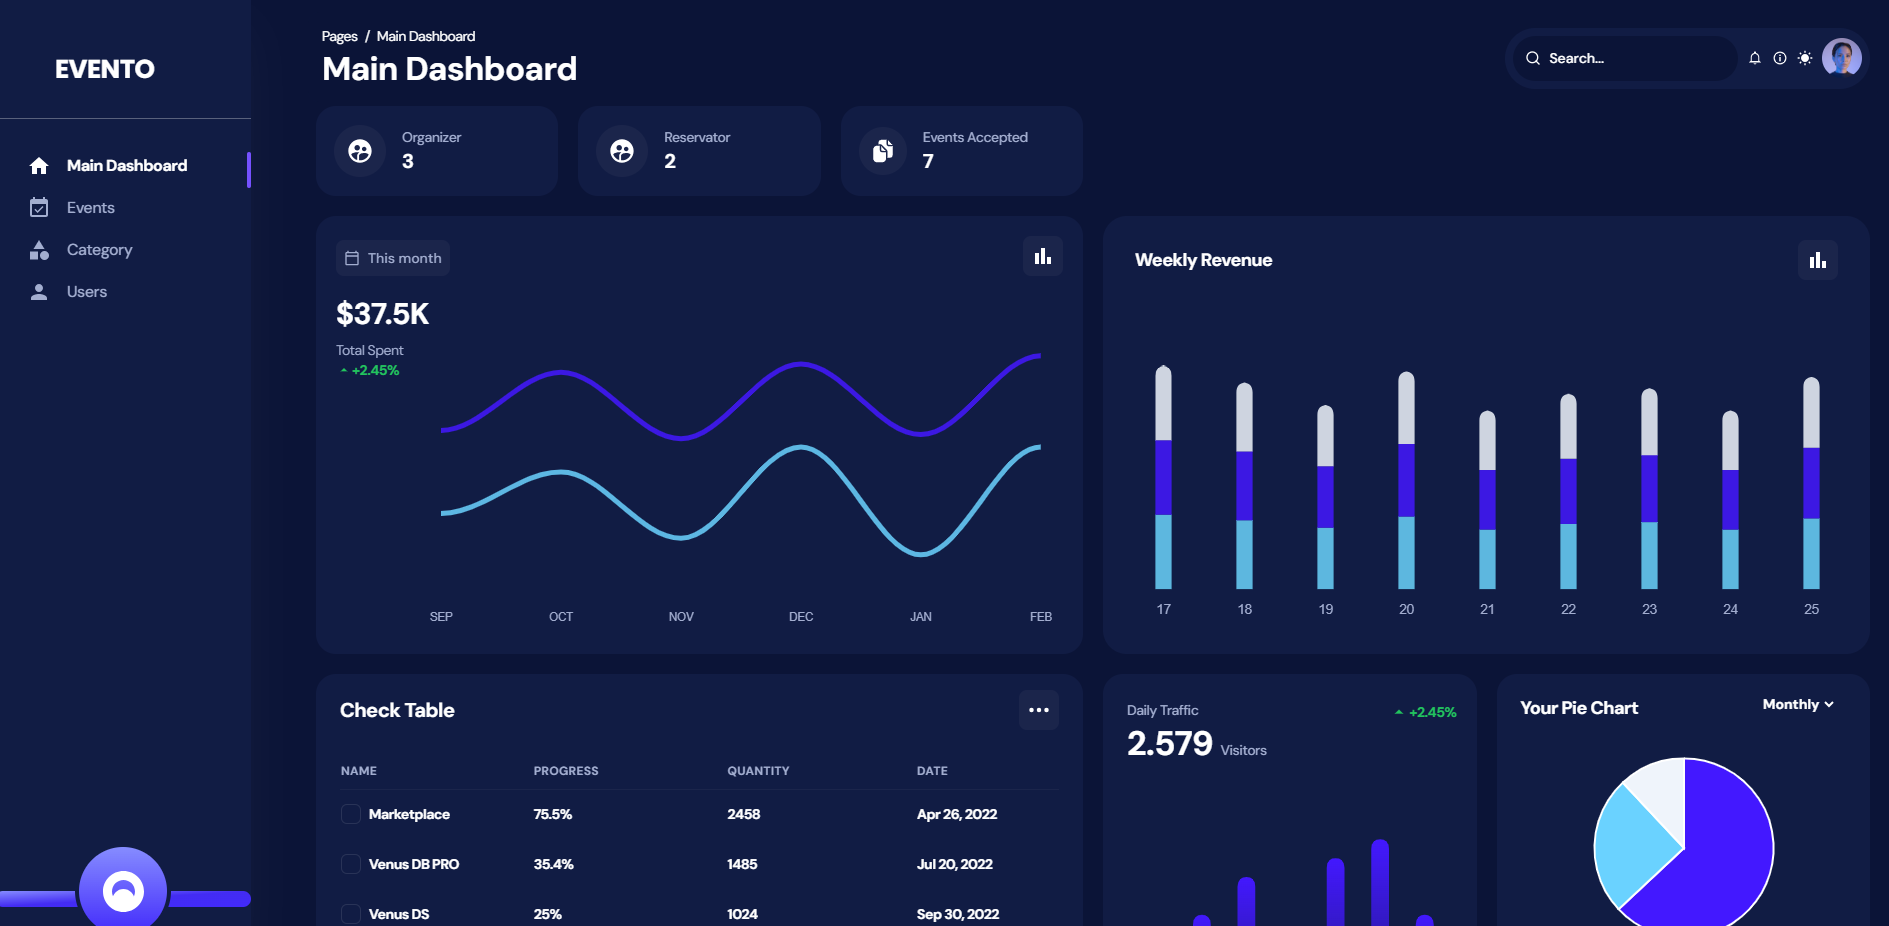 EVENTO
Main Dashboard
Events
Category
Users
Pages / Main Dashboard
Main Dashboard
Search...
Organizer
3
Reservator
2
Events Accepted
7
This month
$37.5K
Total Spent
+2.45%
SEP OCT NOV DEC JAN FEB
Weekly Revenue
17 18 19 20 21 22 23 24 25
Check Table
NAME PROGRESS QUANTITY DATE
Marketplace 75.5% 2458 Apr 26, 2022
Venus DB PRO 35.4% 1485 Jul 20, 2022
Venus DS 25% 1024 Sep 30, 2022
Daily Traffic
+2.45%
2.579 Visitors
Your Pie Chart
Monthly